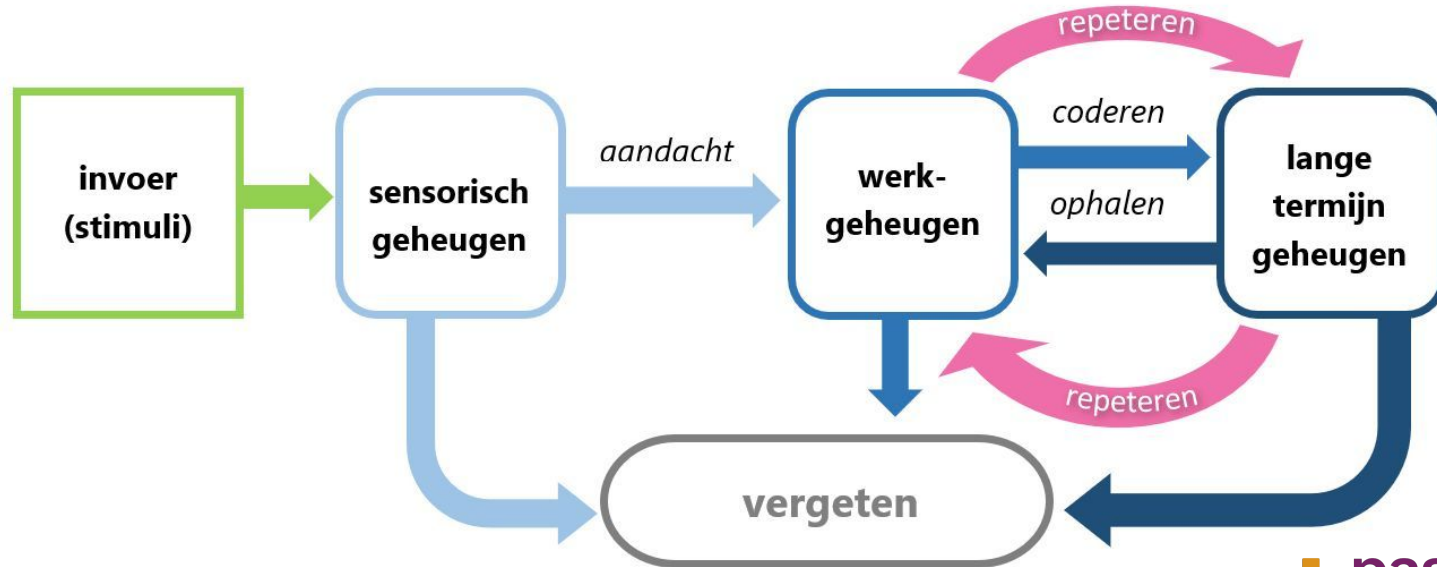 repeteren
invoer
(stimuli)
sensorisch
geheugen
aandacht
werk-
geheugen
coderen
ophalen
lange
termijn
geheugen
repeteren
vergeten